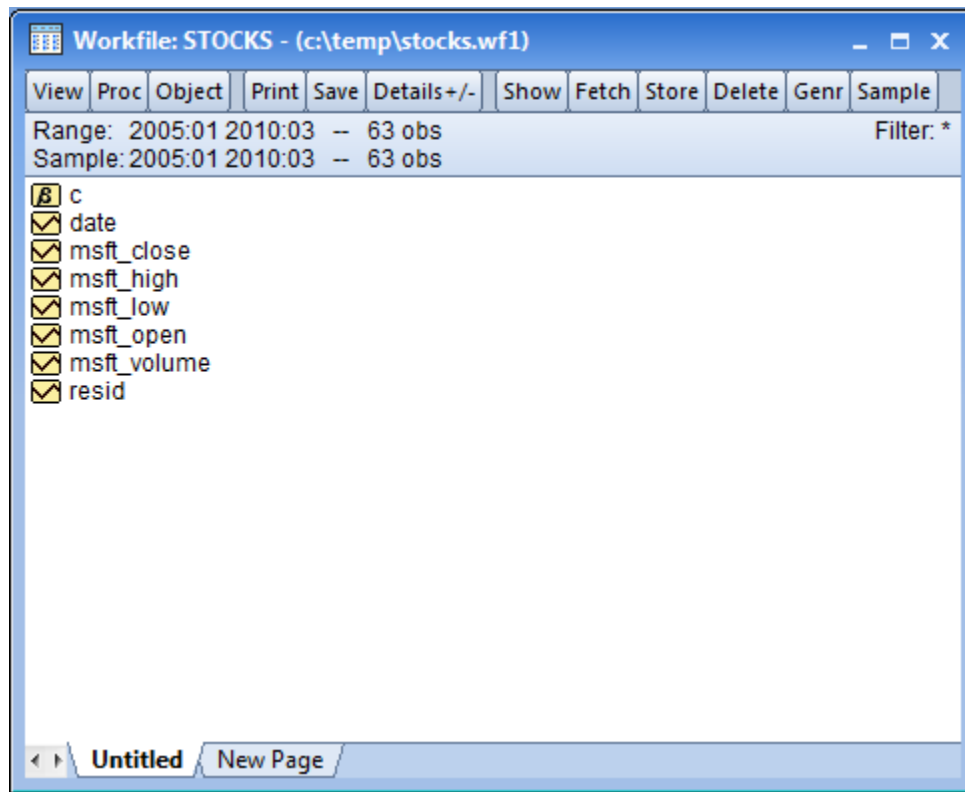 Workfile: STOCKS - (c:\temp\stocks.wf1)
View Proc Object Print Save Details+/- Show Fetch Store Delete Genr Sample
Range: 2005:01 2010:03 -- 63 obs Filter: *
Sample: 2005:01 2010:03 -- 63 obs
β c
date
msft_close
msft_high
msft_low
msft_open
msft_volume
resid
Untitled New Page